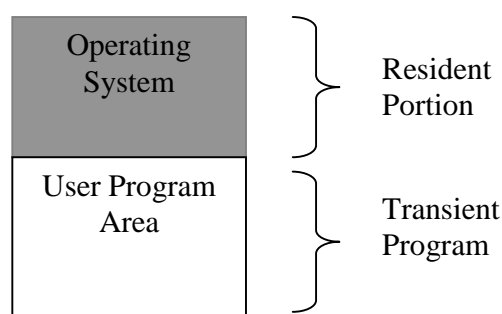 Operating
System
Resident
Portion
User Program
Area
Transient
Program